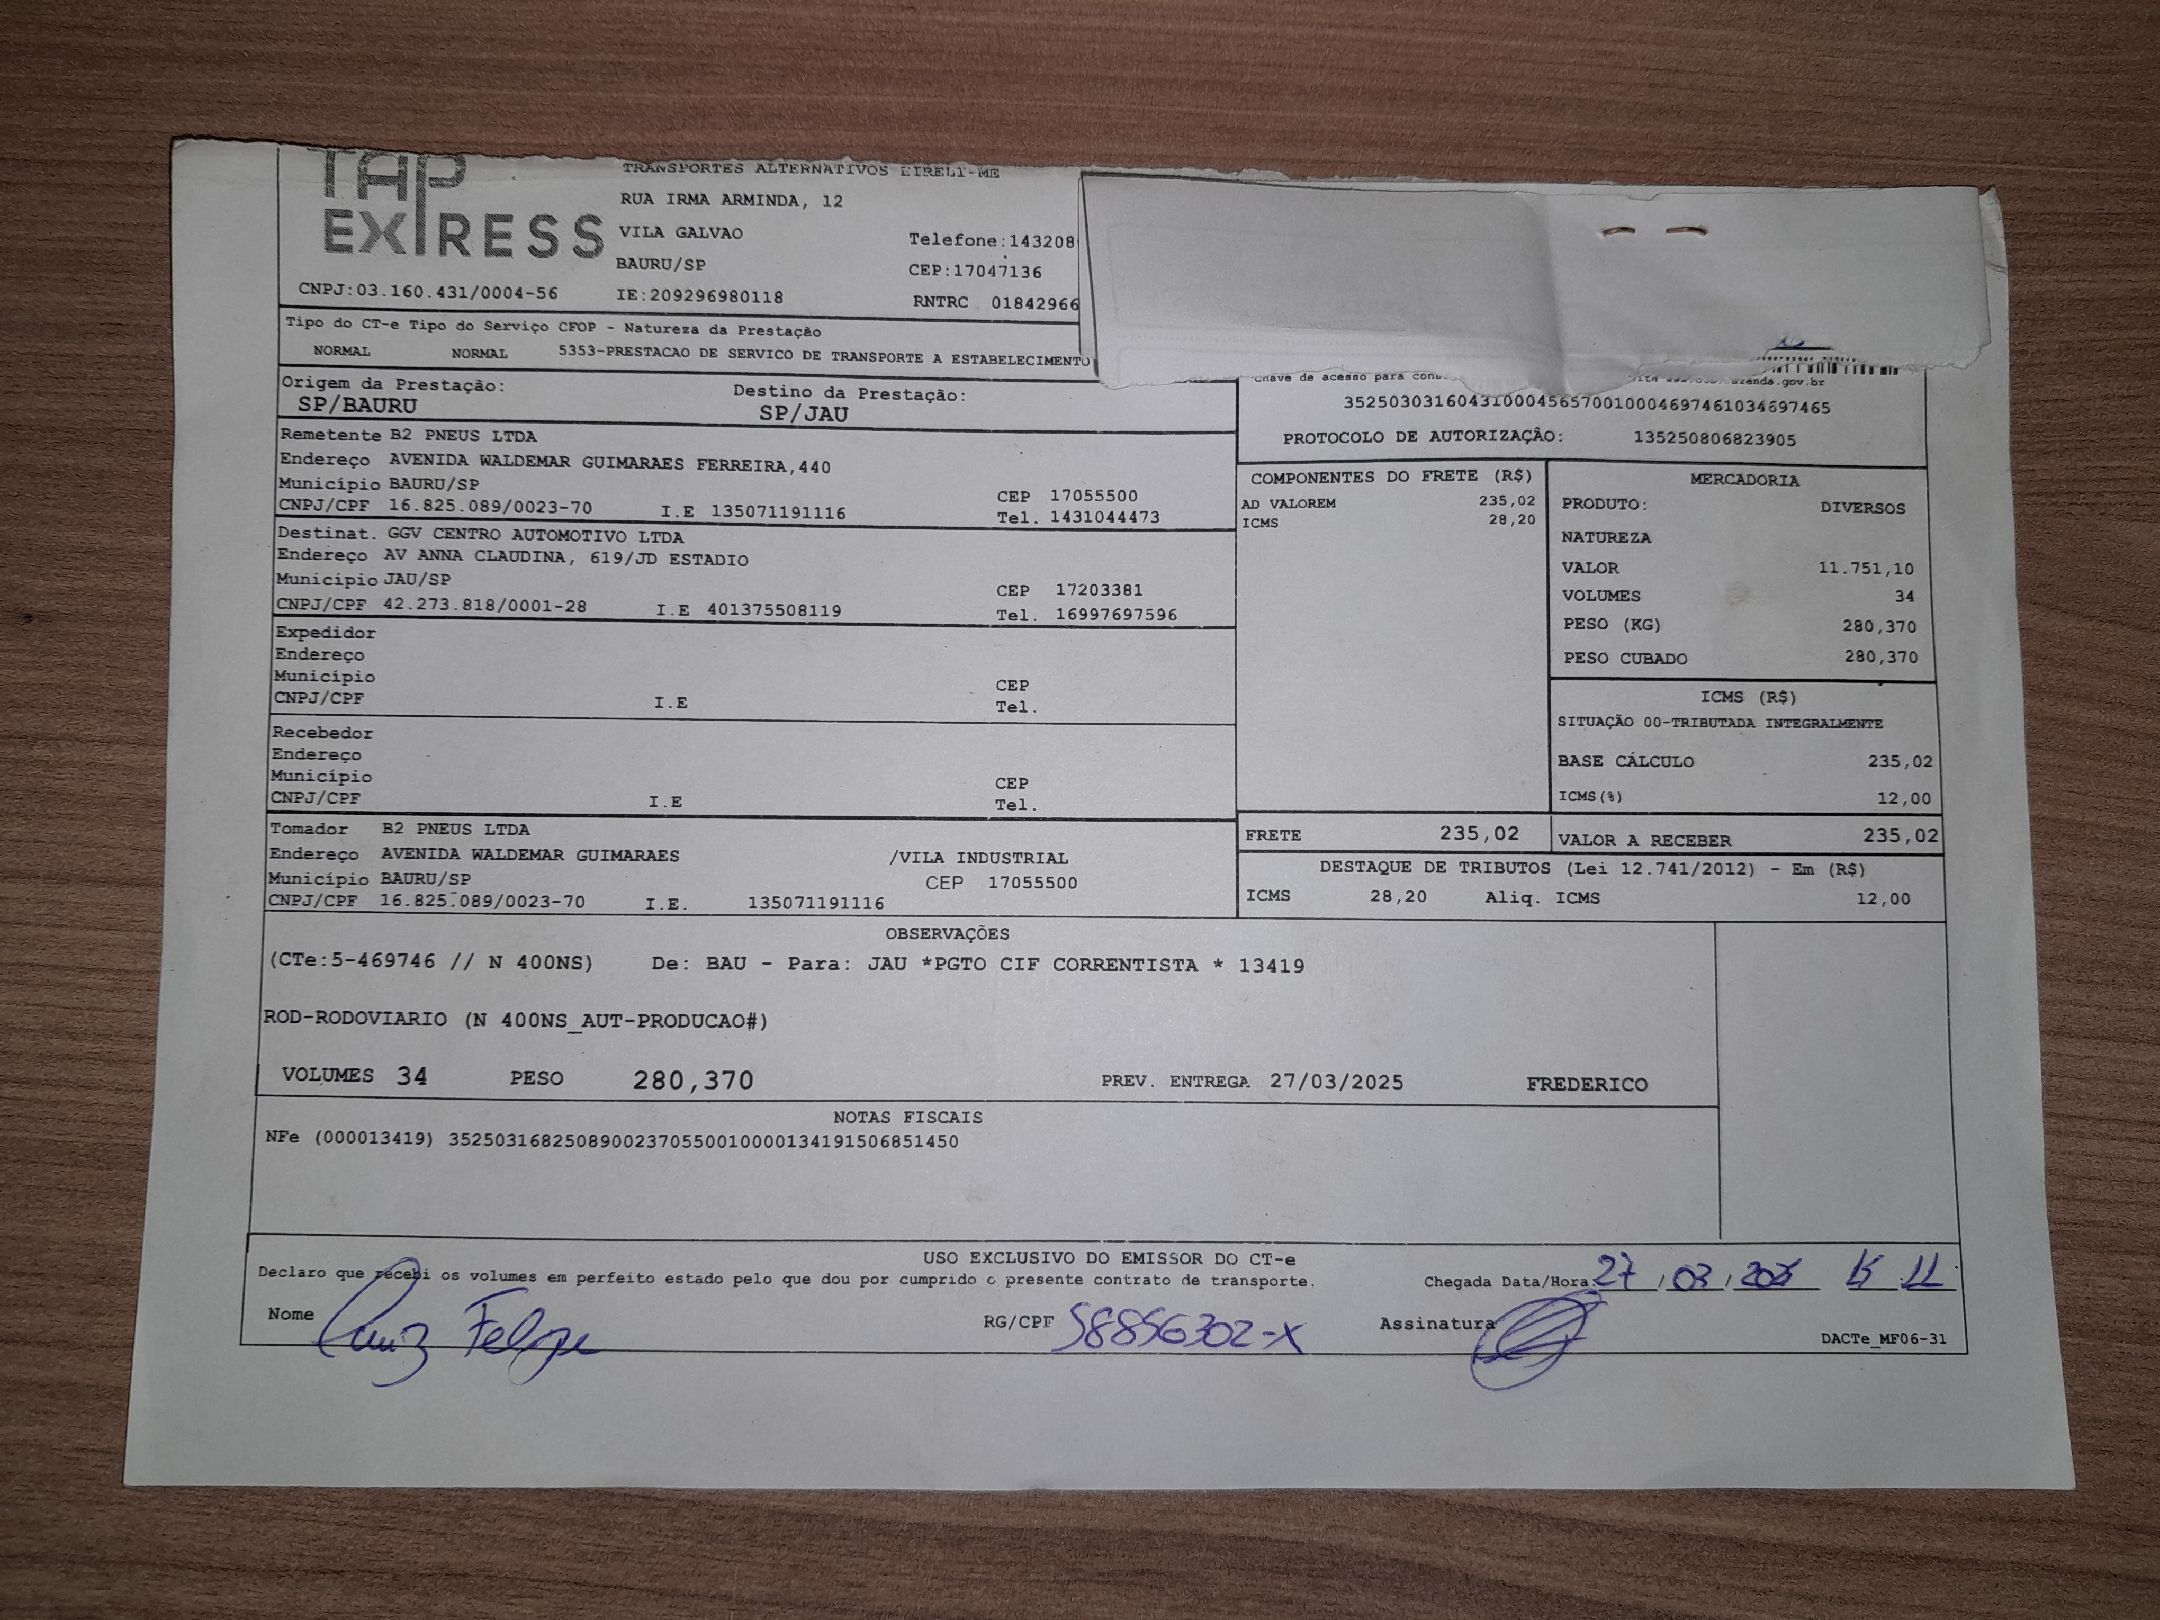 TAP
EXPRESS
TRANSPORTES ALTERNATIVOS EIRELI-ME
RUA IRMA ARMINDA, 12
VILA GALVAO
Telefone:143208
BAURU/SP
CEP:17047136
CNPJ:03.160.431/0004-56
IE:209296980118
RNTRC 01842966
Tipo do CT-e Tipo do Serviço CFOP - Natureza da Prestação
NORMAL NORMAL 5353-PRESTACAO DE SERVICO DE TRANSPORTE A ESTABELECIMENTO
Origem da Prestação:
SP/BAURU
Destino da Prestação:
SP/JAU
Chave de acesso para
35250303160431000456570010004697461034697465
PROTOCOLO DE AUTORIZAÇÃO: 135250806823905
Remetente B2 PNEUS LTDA
Endereço AVENIDA WALDEMAR GUIMARAES FERREIRA,440
Município BAURU/SP
CEP 17055500
CNPJ/CPF 16.825.089/0023-70 I.E 135071191116
Tel. 1431044473
Destinat. GGV CENTRO AUTOMOTIVO LTDA
Endereço AV ANNA CLAUDINA, 619/JD ESTADIO
Município JAU/SP
CEP 17203381
CNPJ/CPF 42.273.818/0001-28 I.E 401375508119
Tel. 16997697596
Expedidor
Endereço
Município
CEP
CNPJ/CPF I.E
Tel.
Recebedor
Endereço
Município
CEP
CNPJ/CPF I.E
Tel.
Tomador B2 PNEUS LTDA
Endereço AVENIDA WALDEMAR GUIMARAES /VILA INDUSTRIAL
Município BAURU/SP CEP 17055500
CNPJ/CPF 16.825.089/0023-70 I.E. 135071191116
COMPONENTES DO FRETE (R$)
AD VALOREM 235,02
ICMS 28,20
MERCADORIA
PRODUTO: DIVERSOS
NATUREZA
VALOR 11.751,10
VOLUMES 34
PESO (KG) 280,370
PESO CUBADO 280,370
ICMS (R$)
SITUAÇÃO 00-TRIBUTADA INTEGRALMENTE
BASE CÁLCULO 235,02
ICMS(%) 12,00
FRETE 235,02
VALOR A RECEBER 235,02
DESTAQUE DE TRIBUTOS (Lei 12.741/2012) - Em (R$)
ICMS 28,20 Aliq. ICMS 12,00
OBSERVAÇÕES
(CTe:5-469746 // N 400NS) De: BAU - Para: JAU *PGTO CIF CORRENTISTA * 13419
ROD-RODOVIARIO (N 400NS_AUT-PRODUCAO#)
VOLUMES 34 PESO 280,370 PREV. ENTREGA 27/03/2025 FREDERICO
NOTAS FISCAIS
NFe (000013419) 35250316825089002370550010000134191506851450
USO EXCLUSIVO DO EMISSOR DO CT-e
Declaro que recebi os volumes em perfeito estado pelo que dou por cumprido o presente contrato de transporte.
Chegada Data/Hora: 27/03/2025 15 11
Nome Luiz Felipe
RG/CPF 58856302-X
Assinatura
DACTe_MF06-31